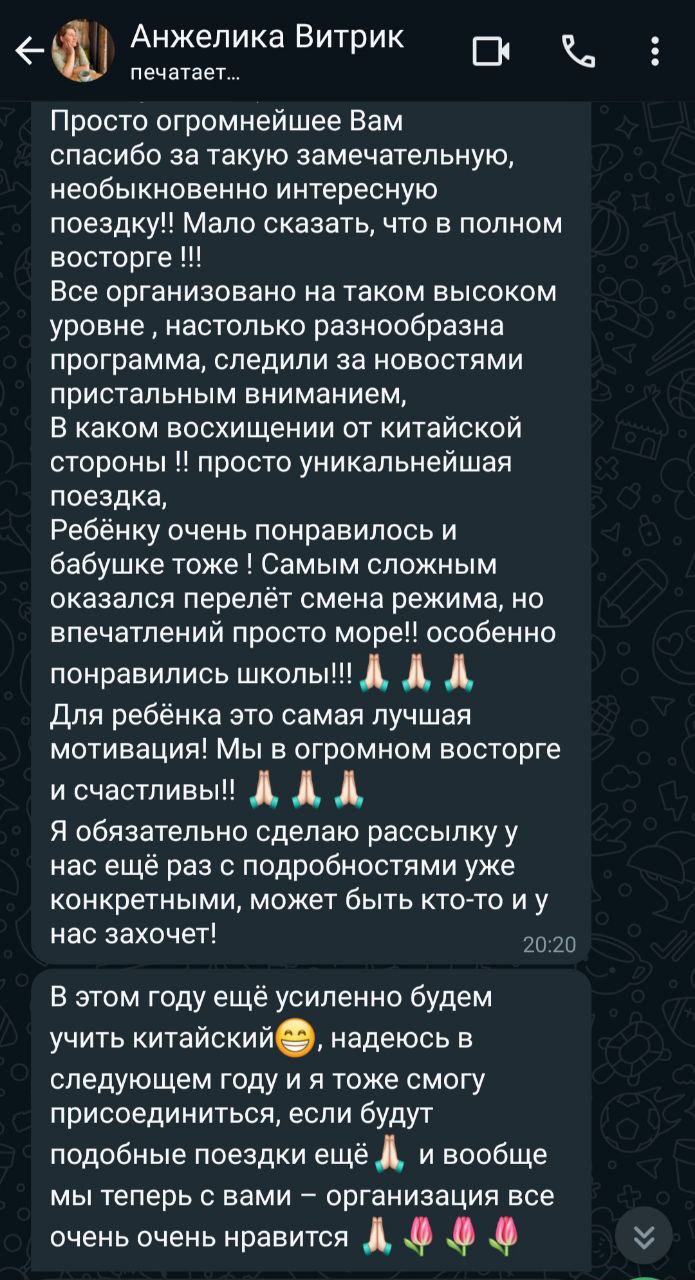 Анжелика Витрик
печатает...
Просто огромнейшее Вам
спасибо за такую замечательную,
необыкновенно интересную
поездку!! Мало сказать, что в полном
восторге !!!
Все организовано на таком высоком
уровне , настолько разнообразна
программа, следили за новостями
пристальным вниманием,
В каком восхищении от китайской
стороны !! просто уникальнейшая
поездка,
Ребёнку очень понравилось и
бабушке тоже ! Самым сложным
оказался перелёт смена режима, но
впечатлений просто море!! особенно
понравились школы!!! 🙏🏻 🙏🏻 🙏🏻
Для ребёнка это самая лучшая
мотивация! Мы в огромном восторге
и счастливы!! 🙏🏻 🙏🏻 🙏🏻
Я обязательно сделаю рассылку у
нас ещё раз с подробностями уже
конкретными, может быть кто-то и у
нас захочет!
20:20
В этом году ещё усиленно будем
учить китайский😁, надеюсь в
следующем году и я тоже смогу
присоединиться, если будут
подобные поездки ещё🙏🏻 и вообще
мы теперь с вами – организация все
очень очень нравится 🙏🏻🌷🌷🌷